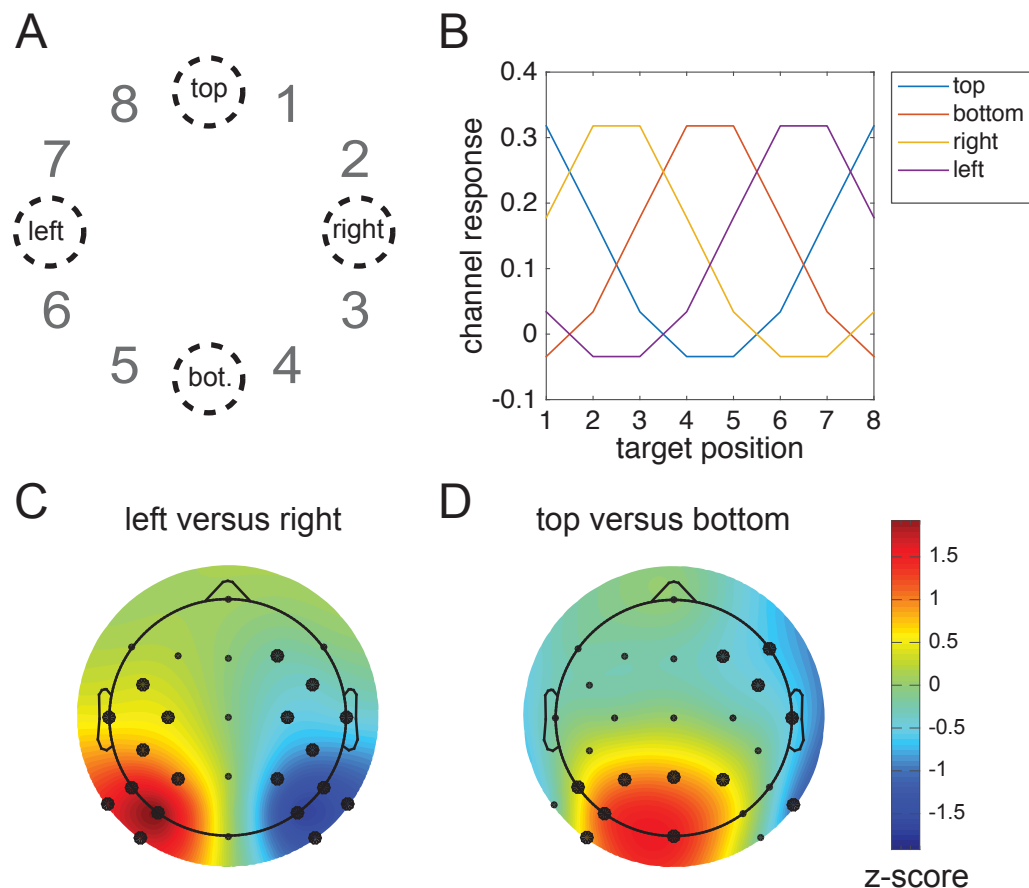 A
top
8
1
7
2
left
right
6
3
5
bot.
4
B
0.4
0.3
0.2
0.1
0
-0.1
channel response
1 2 3 4 5 6 7 8
target position
top
bottom
right
left
C
left versus right
D
top versus bottom
1.5
1
0.5
0
-0.5
-1
-1.5
z-score